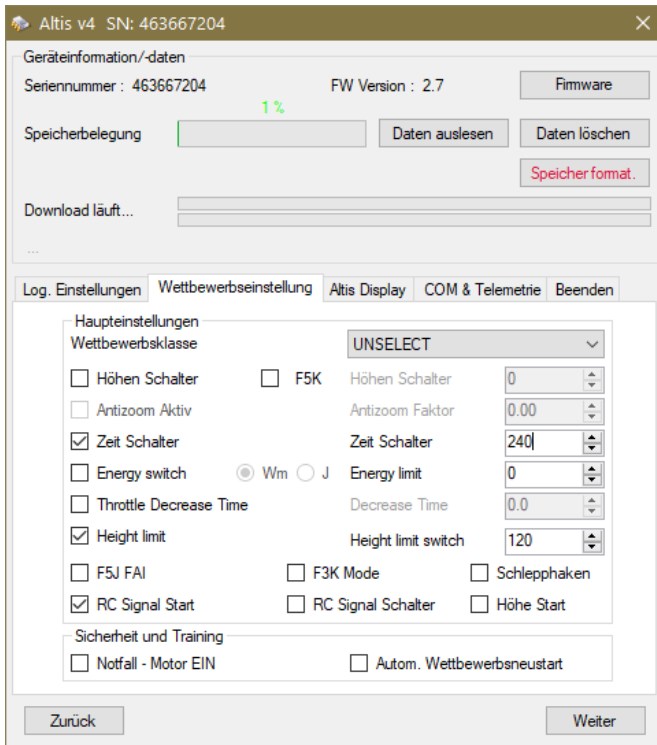 Altis v4 SN: 463667204
Geräteinformation/-daten
Seriennummer : 463667204 FW Version : 2.7 Firmware
1 %
Speicherbelegung Daten auslesen Daten löschen
Speicher format.
Download läuft...
...
Log. Einstellungen Wettbewerbseinstellung Altis Display COM & Telemetrie Beenden
Haupteinstellungen
Wettbewerbsklasse UNSELECT
Höhen Schalter F5K Höhen Schalter 0
Antizoom Aktiv Antizoom Faktor 0.00
Zeit Schalter Zeit Schalter 240
Energy switch Wm J Energy limit 0
Throttle Decrease Time Decrease Time 0.0
Height limit Height limit switch 120
F5J FAI F3K Mode Schlepphaken
RC Signal Start RC Signal Schalter Höhe Start
Sicherheit und Training
Notfall - Motor EIN Autom. Wettbewerbsneustart
Zurück Weiter